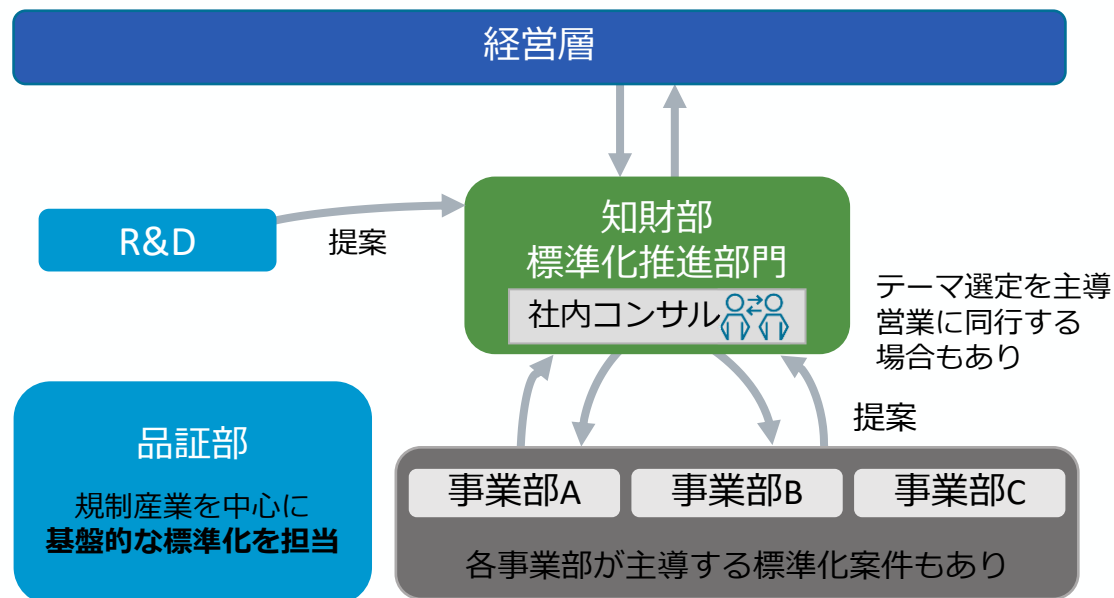 経営層
R&D
提案
知財部
標準化推進部門
社内コンサル
テーマ選定を主導
営業に同行する
場合もあり
品証部
規制産業を中心に
基盤的な標準化を担当
提案
事業部A
事業部B
事業部C
各事業部が主導する標準化案件もあり